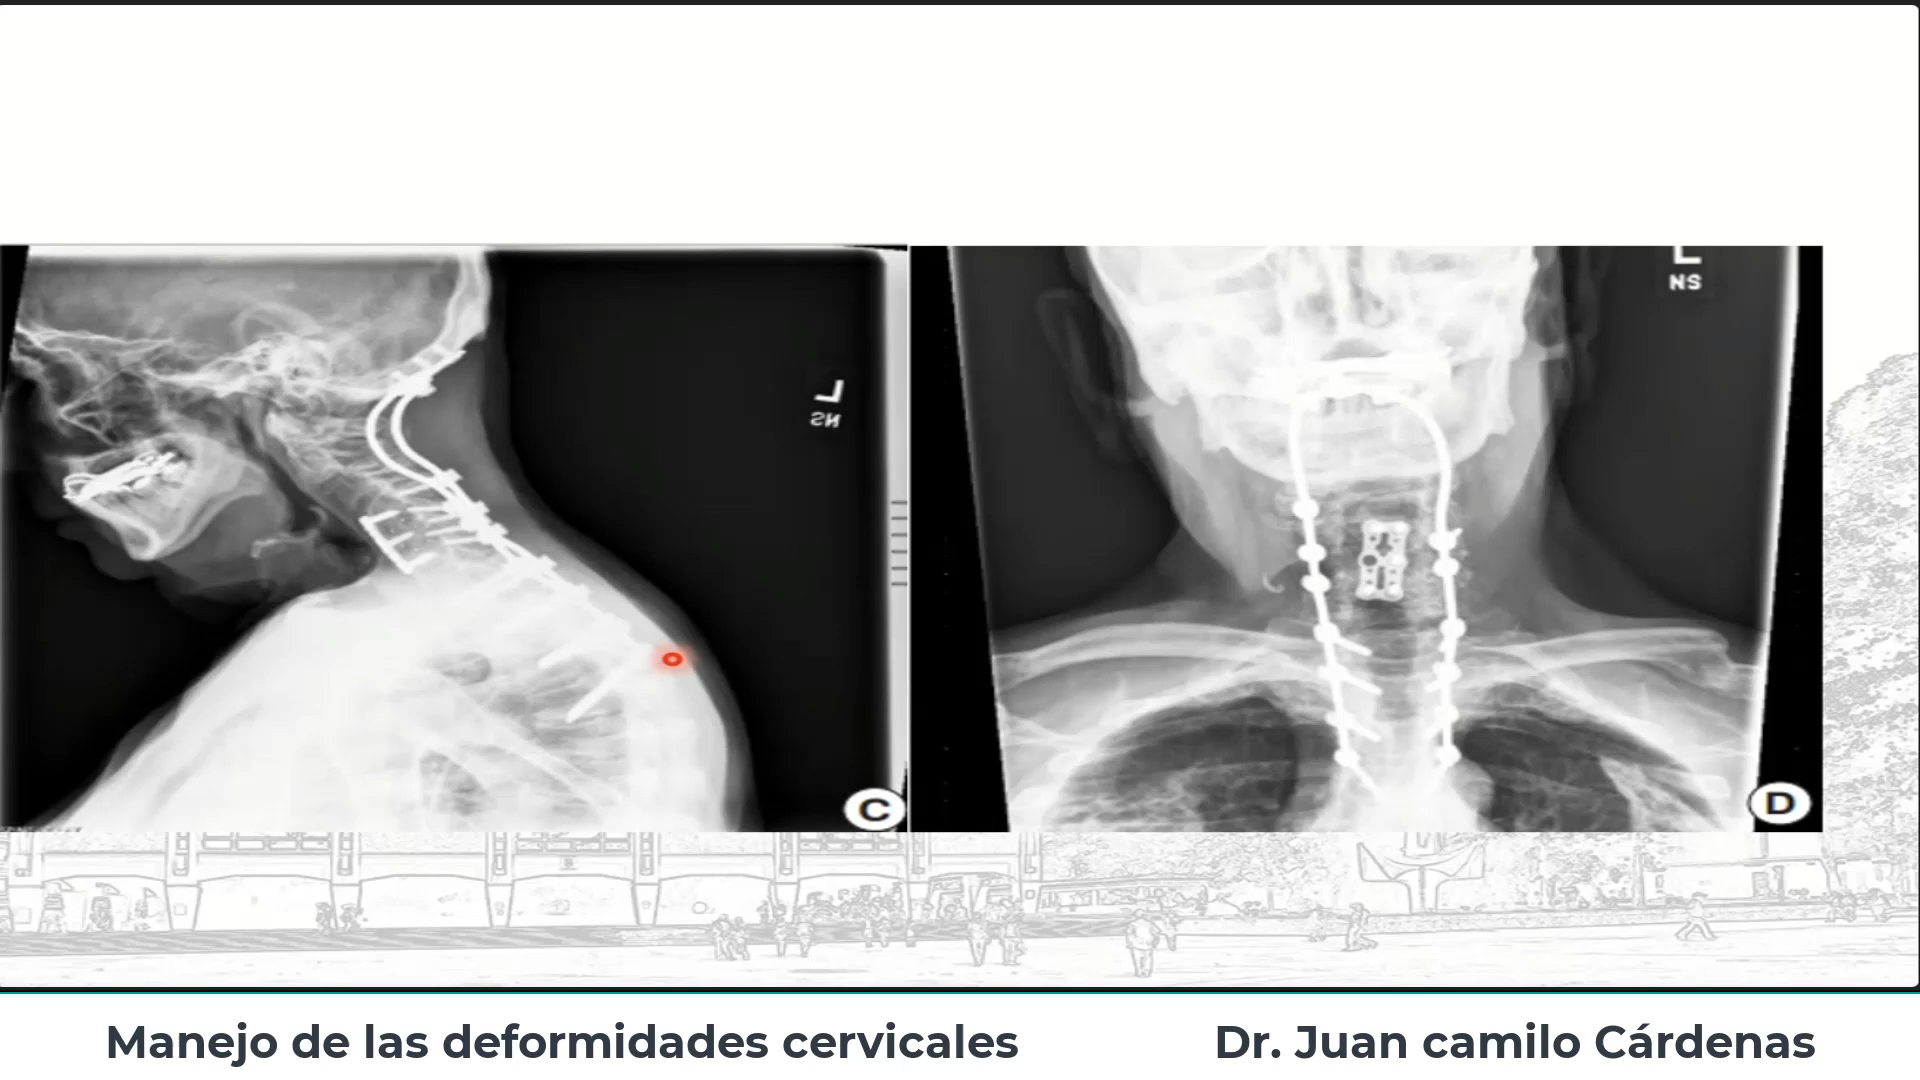 L
NS
L
NS
C
D
Manejo de las deformidades cervicales
Dr. Juan camilo Cárdenas